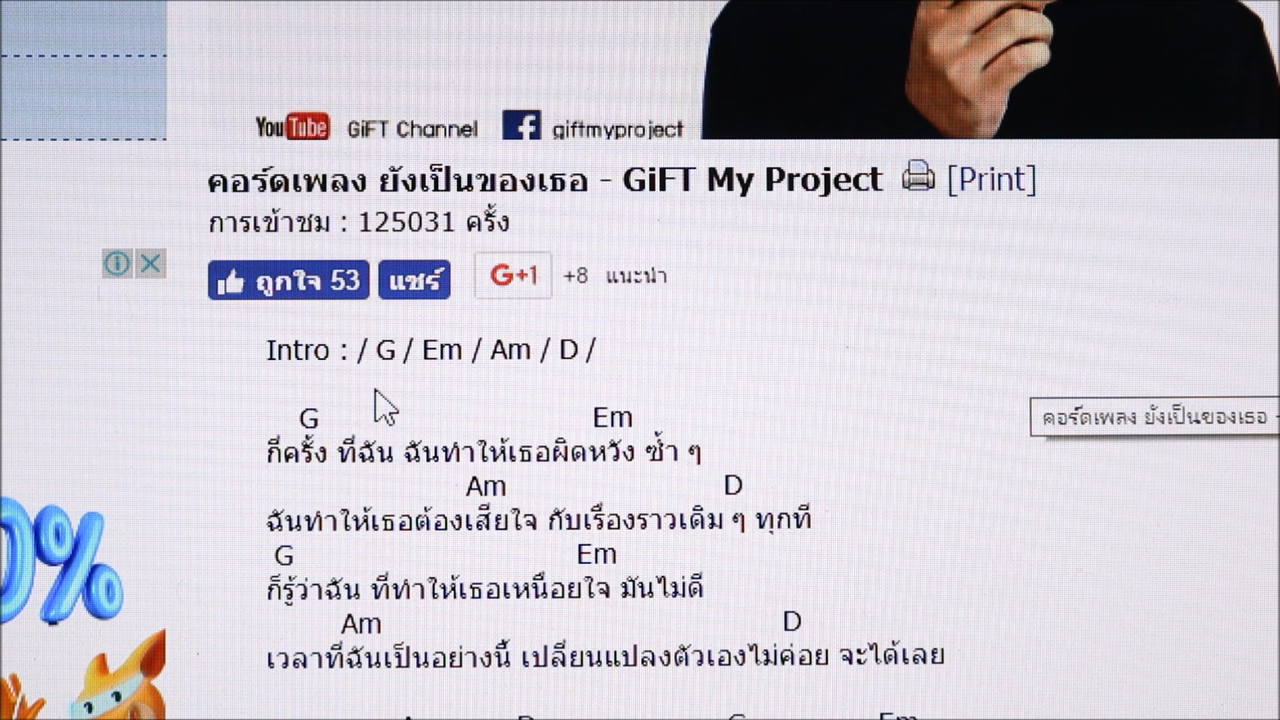 YouTube GiFT Channel f giftmyproject
คอร์ดเพลง ยังเป็นของเธอ - GiFT My Project [Print]
การเข้าชม : 125031 ครั้ง
ถูกใจ 53 แชร์ G+1 +8 แนะนำ
Intro : / G / Em / Am / D /
G Em
กี่ครั้ง ที่ฉัน ฉันทำให้เธอผิดหวัง ซ้ำ ๆ
คอร์ดเพลง ยังเป็นของเธอ -
Am D
ฉันทำให้เธอต้องเสียใจ กับเรื่องราวเดิม ๆ ทุกที
G Em
ก็รู้ว่าฉัน ที่ทำให้เธอเหนื่อยใจ มันไม่ดี
Am D
เวลาที่ฉันเป็นอย่างนี้ เปลี่ยนแปลงตัวเองไม่ค่อย จะได้เลย
0%